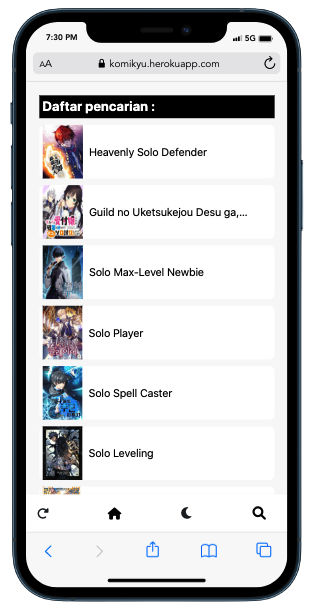 7:30 PM
5G
AA
komikyu.herokuapp.com
Daftar pencarian :
Heavenly Solo Defender
Guild no Uketsukejou Desu ga,...
Solo Max-Level Newbie
Solo Player
Solo Spell Caster
Solo Leveling